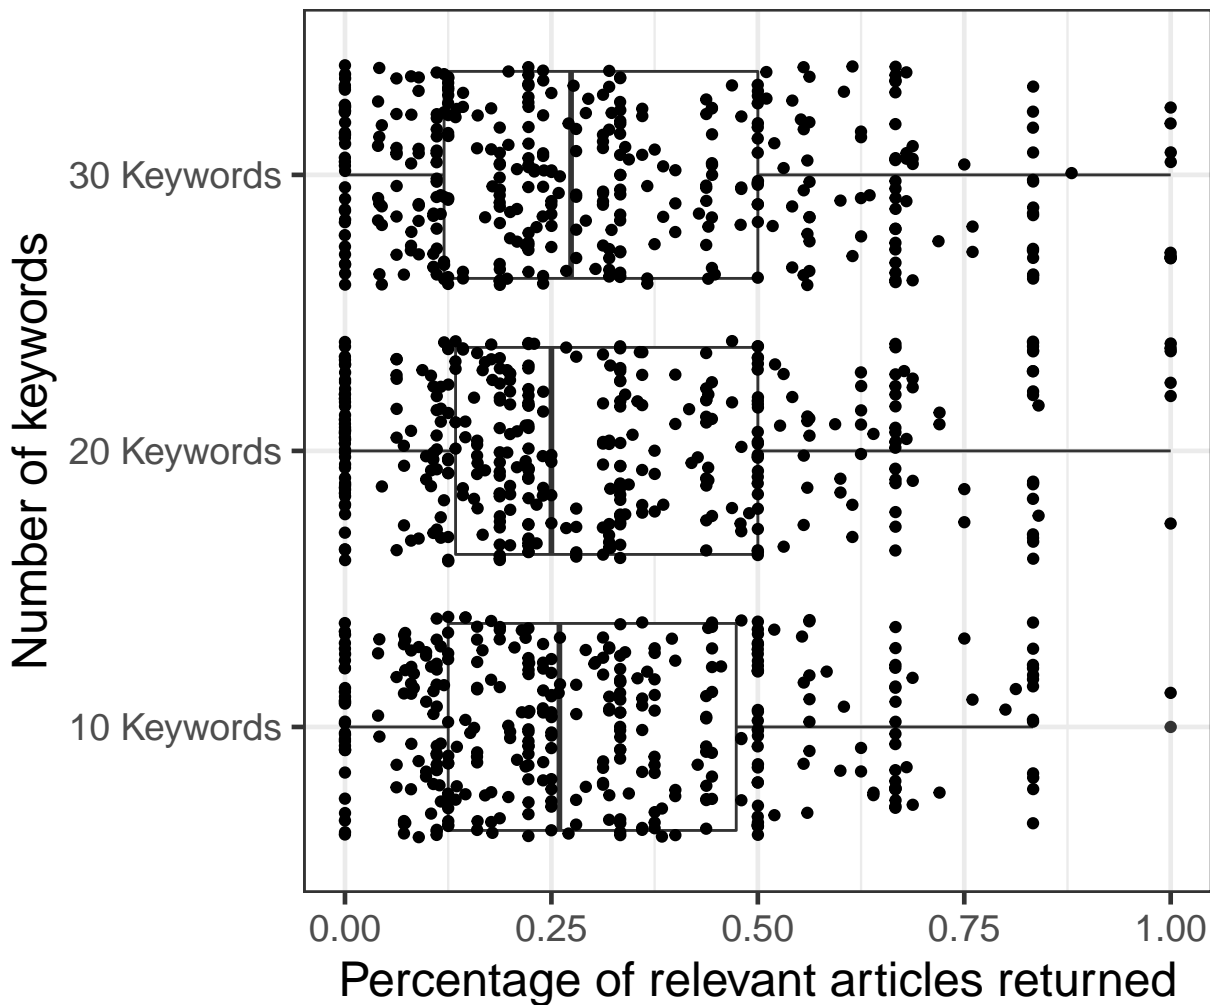 Number of keywords
30 Keywords
20 Keywords
10 Keywords
0.00 0.25 0.50 0.75 1.00
Percentage of relevant articles returned